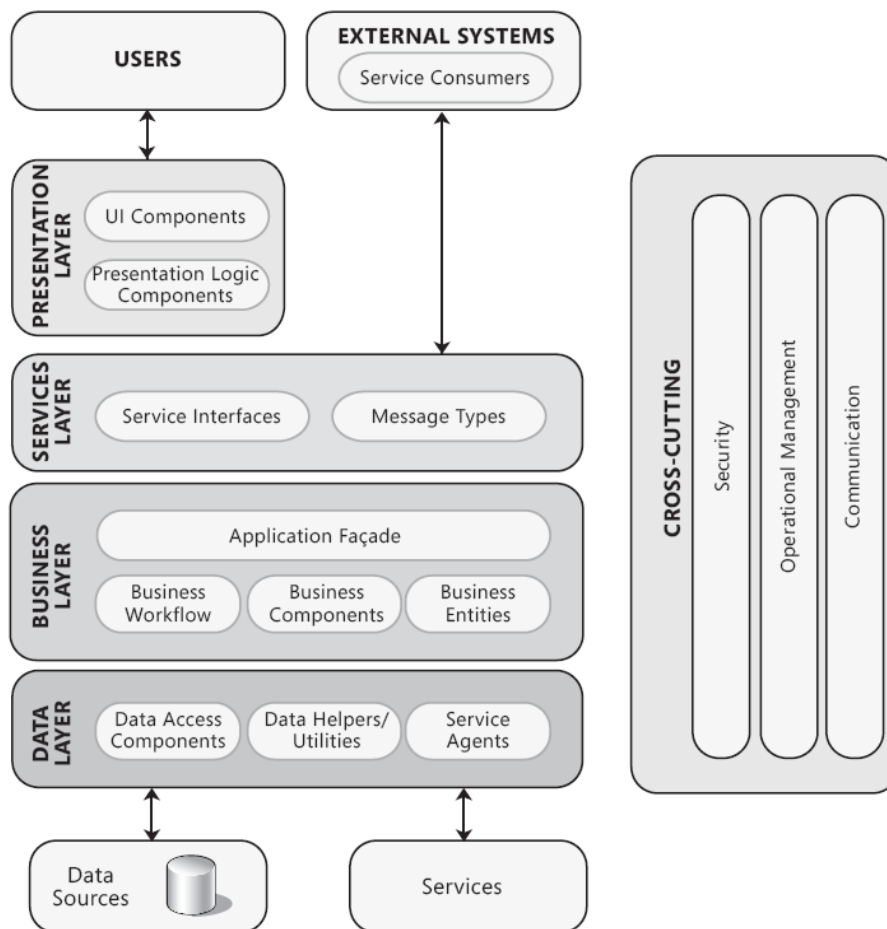 USERS
EXTERNAL SYSTEMS
Service Consumers
PRESENTATION
LAYER
UI Components
Presentation Logic
Components
SERVICES
LAYER
Service Interfaces
Message Types
BUSINESS
LAYER
Application Façade
Business
Workflow
Business
Components
Business
Entities
DATA
LAYER
Data Access
Components
Data Helpers/
Utilities
Service
Agents
Data
Sources
Services
CROSS-CUTTING
Security
Operational Management
Communication